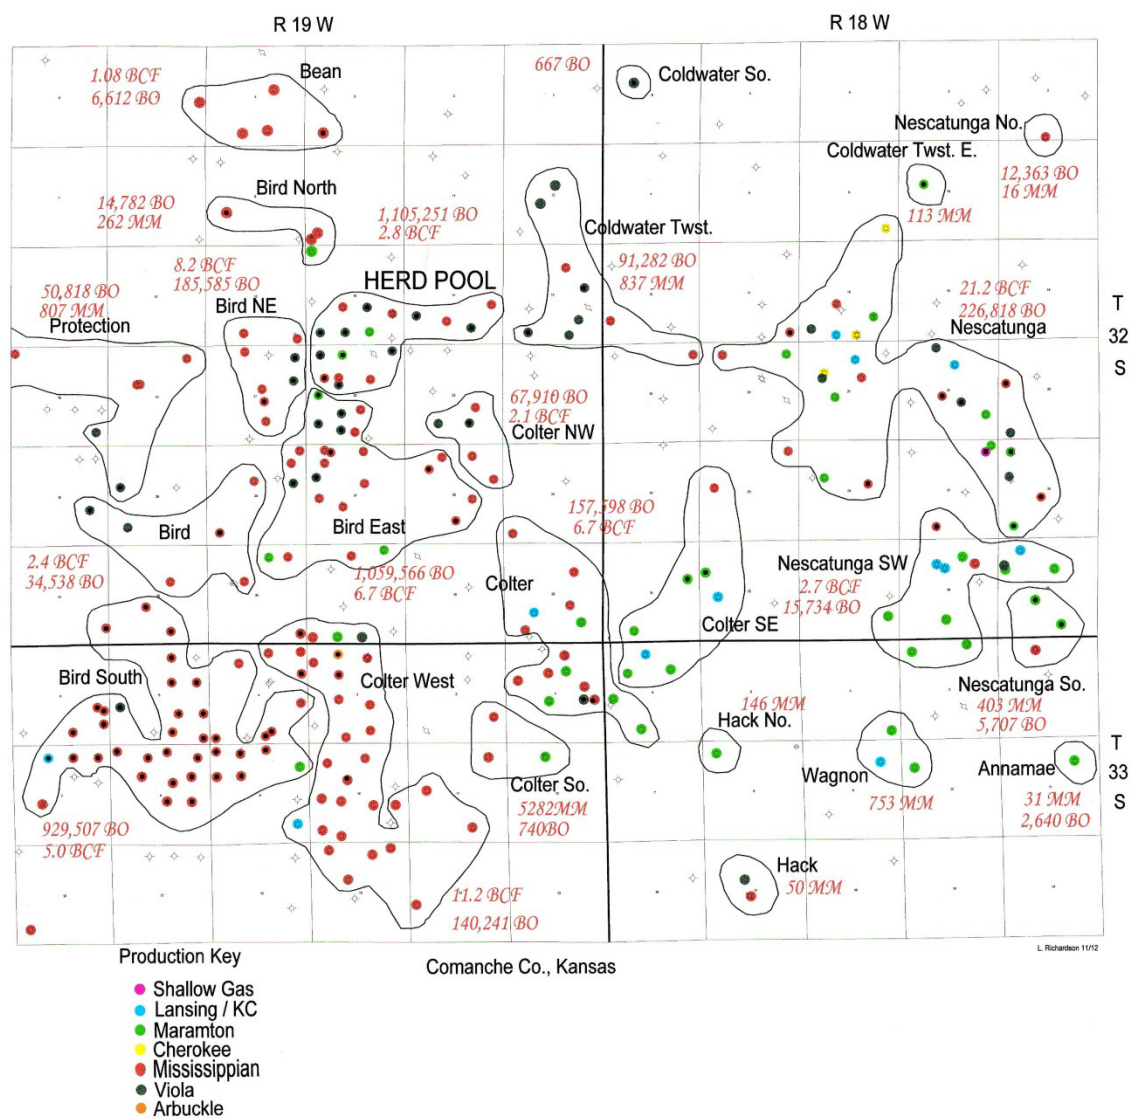 R 19 W
R 18 W
1.08 BCF
6,612 BO
Bean
667 BO
Coldwater So.
Nescatunga No.
Coldwater Twst. E.
12,363 BO
16 MM
113 MM
Bird North
14,782 BO
262 MM
1,105,251 BO
2.8 BCF
Coldwater Twst.
91,282 BO
837 MM
8.2 BCF
185,585 BO
Bird NE
HERD POOL
50,818 BO
807 MM
Protection
21.2 BCF
226,818 BO
Nescatunga
T
32
S
67,910 BO
2.1 BCF
Colter NW
Bird
Bird East
157,598 BO
6.7 BCF
2.4 BCF
34,538 BO
1,059,566 BO
6.7 BCF
Colter
Nescatunga SW
2.7 BCF
15,734 BO
Colter SE
Bird South
Colter West
Nescatunga So.
403 MM
5,707 BO
146 MM
Hack No.
Colter So.
5282MM
740BO
Wagnon
753 MM
Annamae
31 MM
2,640 BO
T
33
S
929,507 BO
5.0 BCF
Hack
50 MM
11.2 BCF
140,241 BO
L. Richardson 11/12
Production Key
Comanche Co., Kansas
Shallow Gas
Lansing / KC
Maramton
Cherokee
Mississippian
Viola
Arbuckle